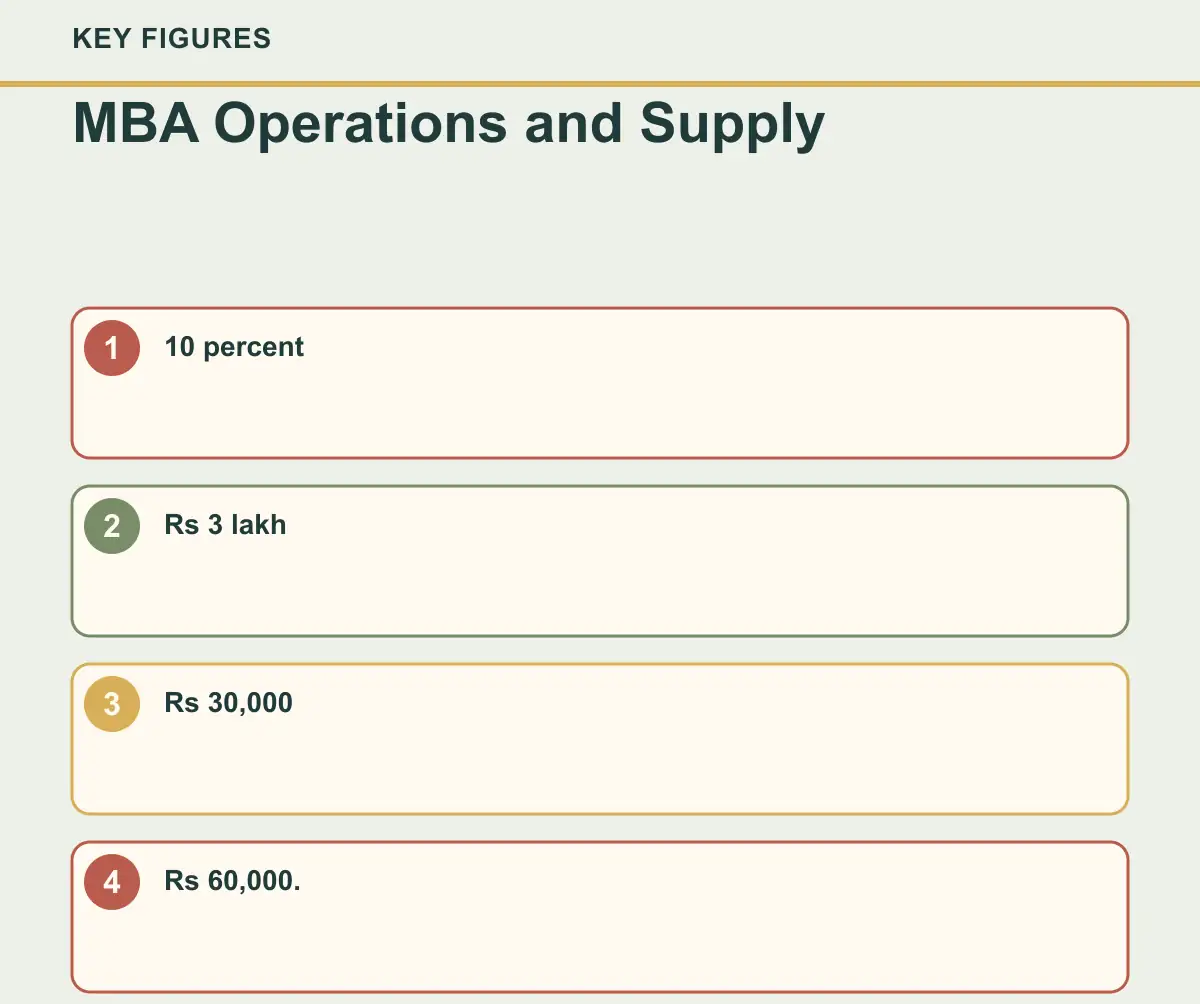 KEY FIGURES
MBA Operations and Supply
1 10 percent
2 Rs 3 lakh
3 Rs 30,000
4 Rs 60,000.